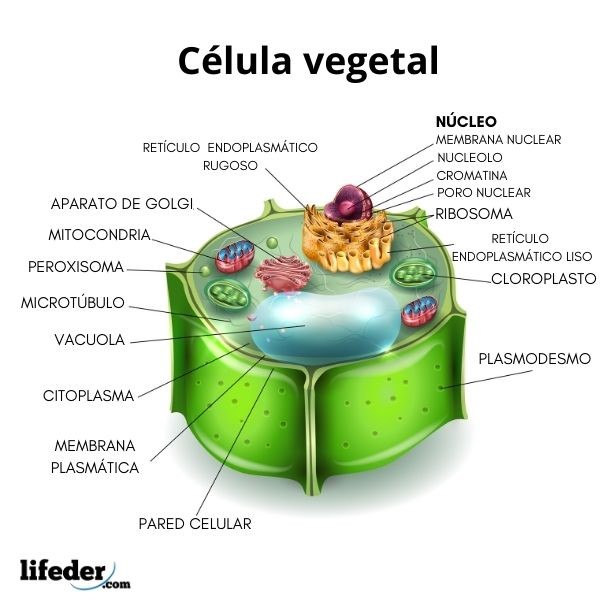 Célula vegetal
NÚCLEO
MEMBRANA NUCLEAR
NUCLEOLO
CROMATINA
PORO NUCLEAR
RIBOSOMA
RETÍCULO ENDOPLASMÁTICO
RUGOSO
APARATO DE GOLGI
MITOCONDRIA
PEROXISOMA
MICROTÚBULO
VACUOLA
CITOPLASMA
MEMBRANA
PLASMÁTICA
PARED CELULAR
RETÍCULO
ENDOPLASMÁTICO LISO
CLOROPLASTO
PLASMODESMO
lifeder.com